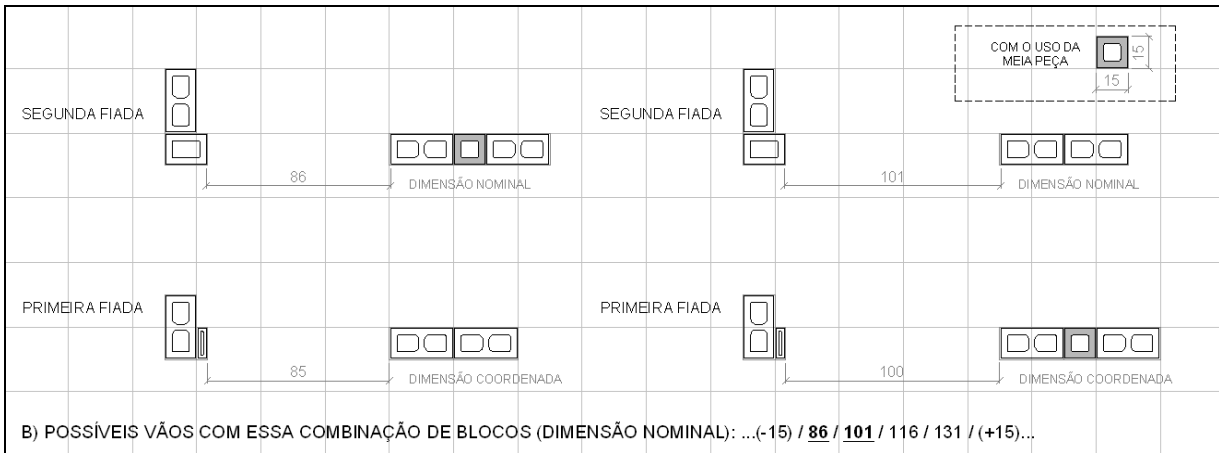 COM O USO DA
MEIA PEÇA
15
15
SEGUNDA FIADA
86
DIMENSÃO NOMINAL
SEGUNDA FIADA
101
DIMENSÃO NOMINAL
PRIMEIRA FIADA
85
DIMENSÃO COORDENADA
PRIMEIRA FIADA
100
DIMENSÃO COORDENADA
B) POSSÍVEIS VÃOS COM ESSA COMBINAÇÃO DE BLOCOS (DIMENSÃO NOMINAL): ...(-15) / 86 / 101 / 116 / 131 / (+15)...